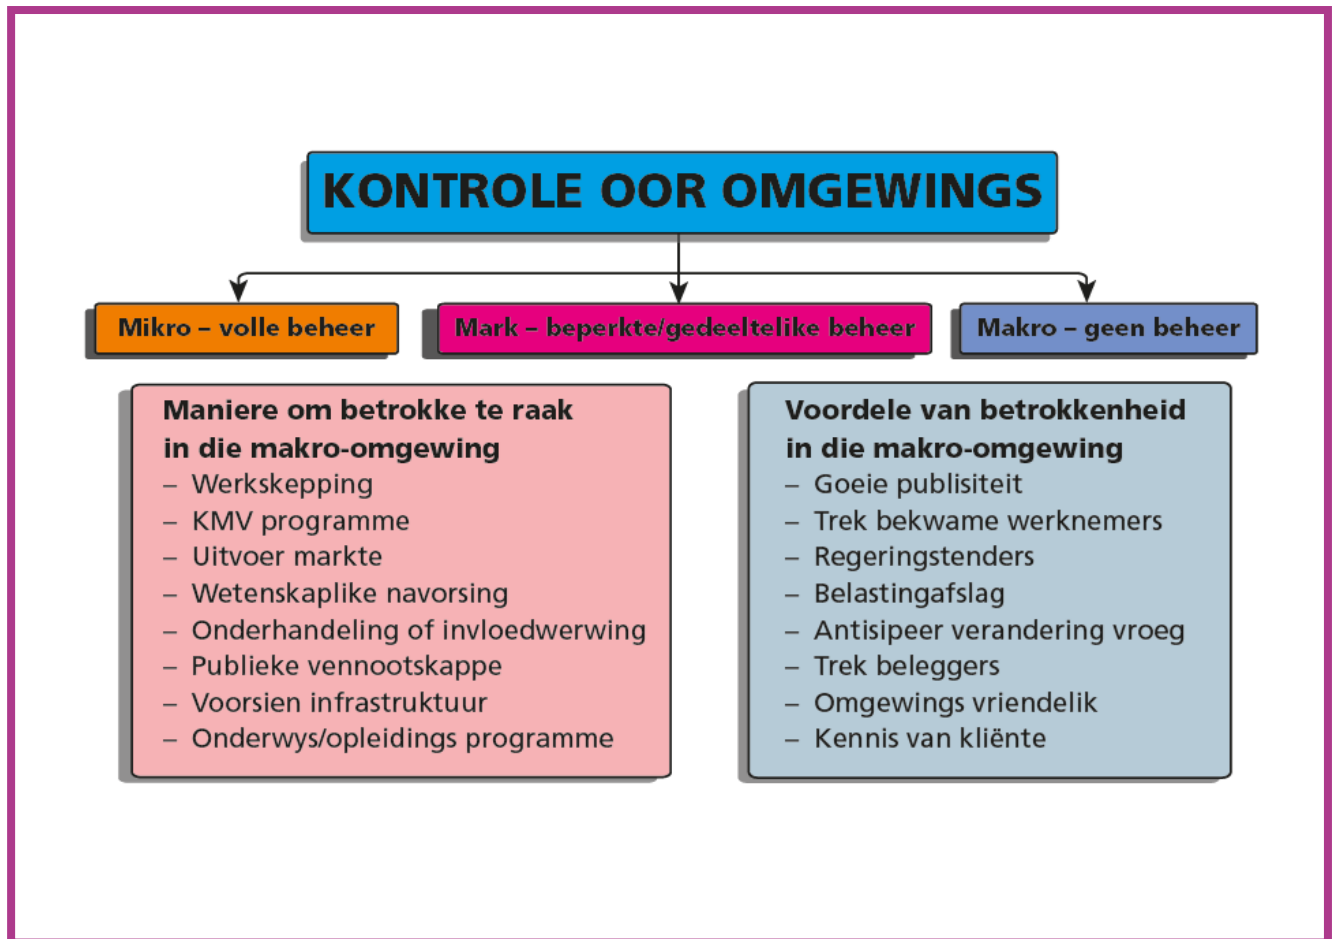 KONTROLE OOR OMGEWINGS
Mikro – volle beheer
Mark – beperkte/gedeeltelike beheer
Makro – geen beheer
Maniere om betrokke te raak
in die makro-omgewing
– Werkskepping
– KMV programme
– Uitvoer markte
– Wetenskaplike navorsing
– Onderhandeling of invloedwerwing
– Publieke vennootskappe
– Voorsien infrastruktuur
– Onderwys/opleidings programme
Voordele van betrokkenheid
in die makro-omgewing
– Goeie publisiteit
– Trek bekwame werknemers
– Regeringstenders
– Belastingafslag
– Antisipeer verandering vroeg
– Trek beleggers
– Omgewings vriendelik
– Kennis van kliënte